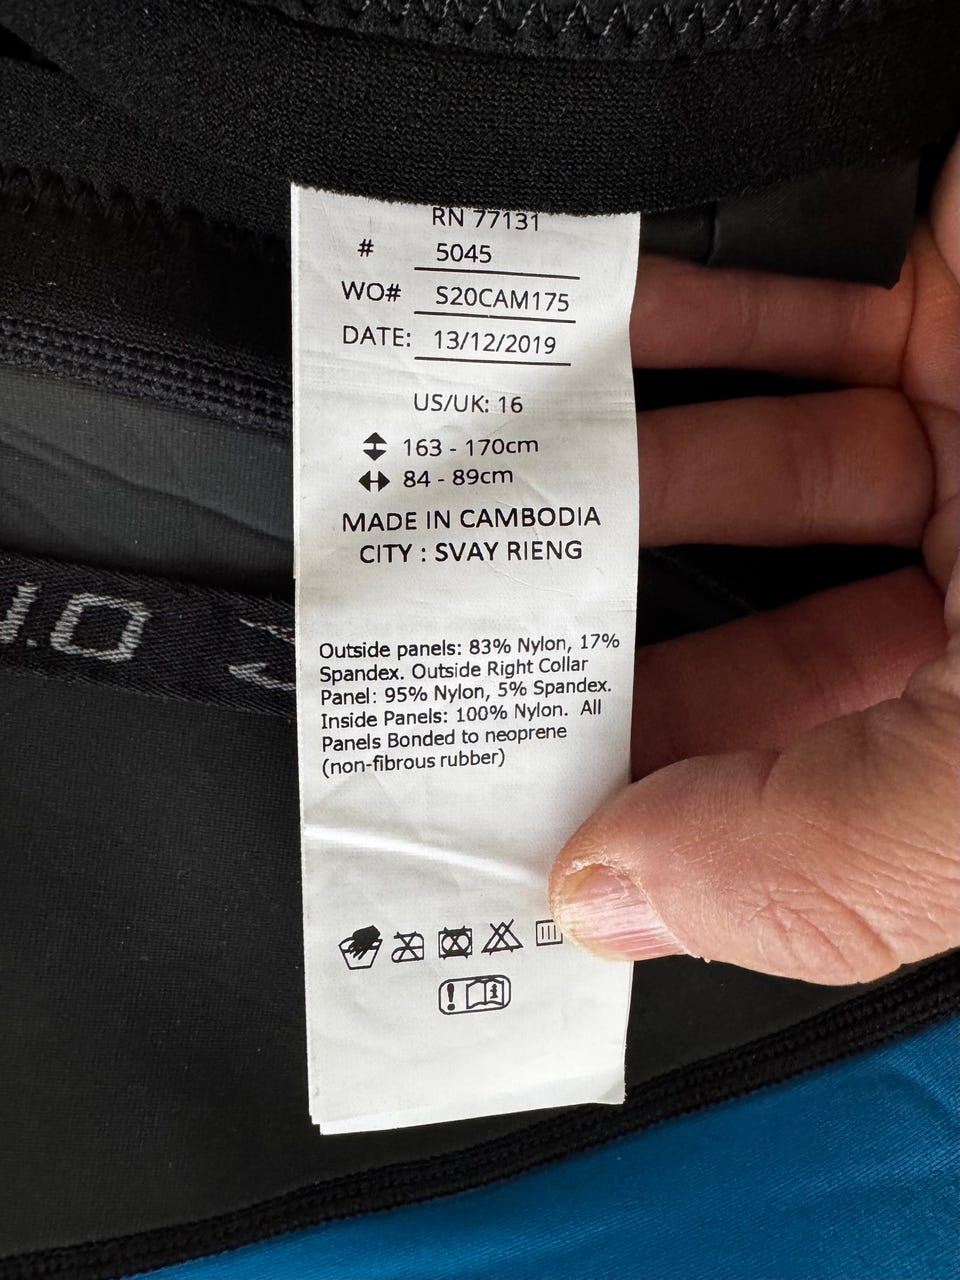 RN 77131
# 5045
WO# S20CAM175
DATE: 13/12/2019
US/UK: 16
163 - 170cm
84 - 89cm
MADE IN CAMBODIA
CITY : SVAY RIENG
Outside panels: 83% Nylon, 17%
Spandex. Outside Right Collar
Panel: 95% Nylon, 5% Spandex.
Inside Panels: 100% Nylon. All
Panels Bonded to neoprene
(non-fibrous rubber)